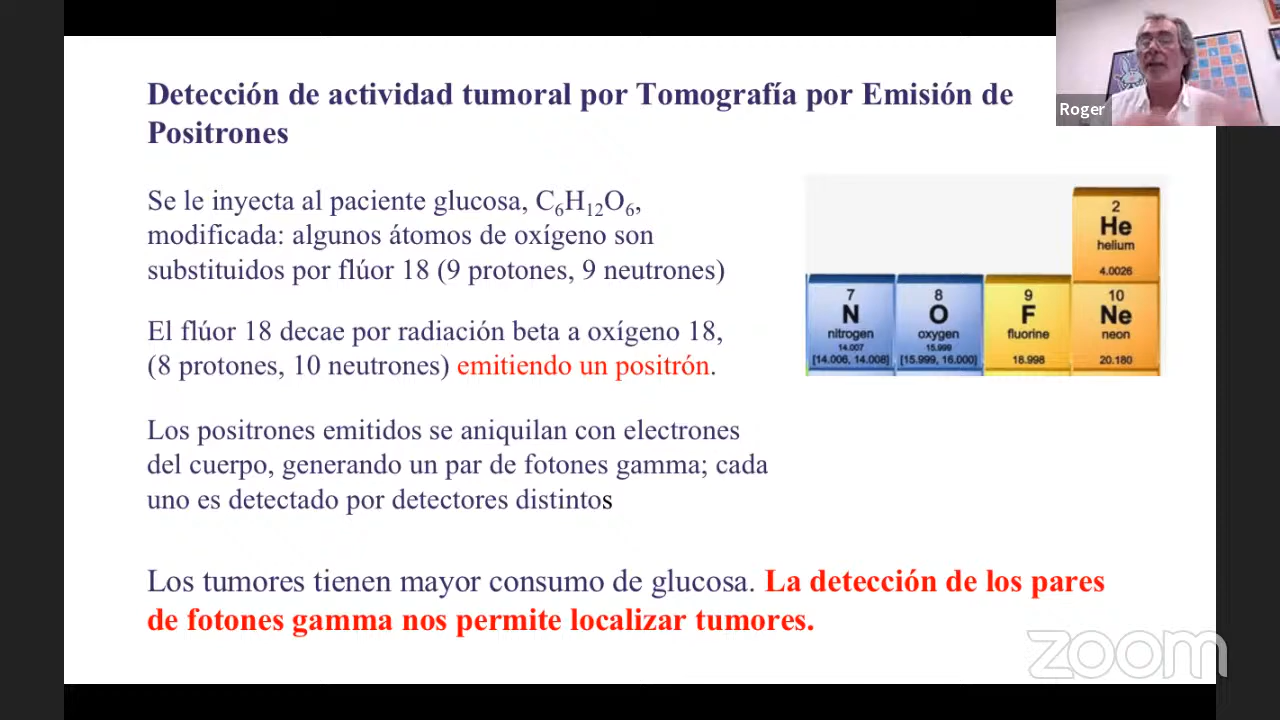 Detección de actividad tumoral por Tomografía por Emisión de
Positrones
Roger
Se le inyecta al paciente glucosa, C6H12O6,
modificada: algunos átomos de oxígeno son
substituidos por flúor 18 (9 protones, 9 neutrones)
El flúor 18 decae por radiación beta a oxígeno 18,
(8 protones, 10 neutrones) emitiendo un positrón.
Los positrones emitidos se aniquilan con electrones
del cuerpo, generando un par de fotones gamma; cada
uno es detectado por detectores distintos
2
He
helium
4.0026
7
N
nitrogen
14.007
[14.006, 14.008]
8
O
oxygen
15.999
[15.999, 16.000]
9
F
fluorine
18.998
10
Ne
neon
20.180
Los tumores tienen mayor consumo de glucosa. La detección de los pares
de fotones gamma nos permite localizar tumores.
zoom